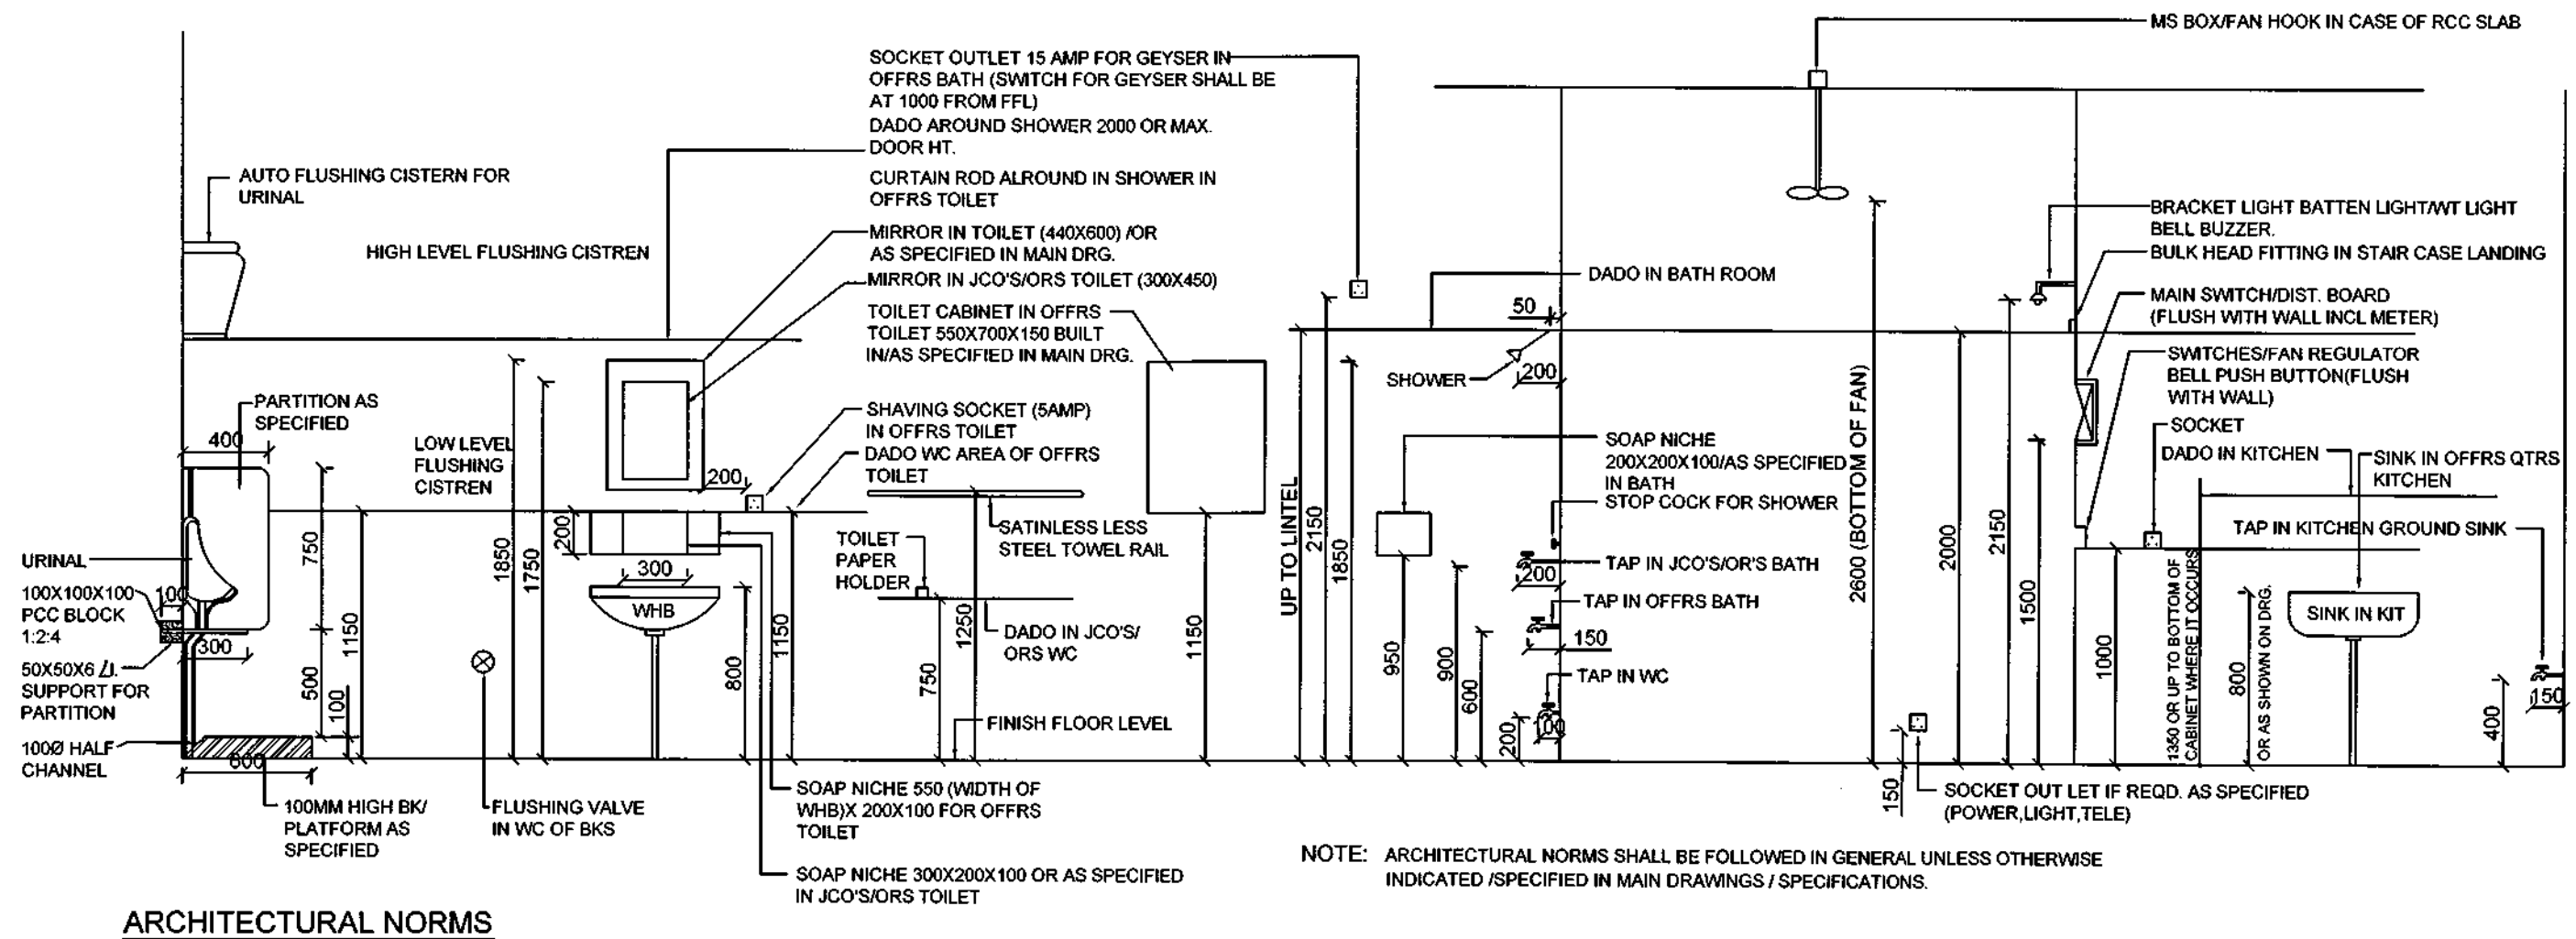 MS BOX/FAN HOOK IN CASE OF RCC SLAB
SOCKET OUTLET 15 AMP FOR GEYSER IN
OFFRS BATH (SWITCH FOR GEYSER SHALL BE
AT 1000 FROM FFL)
DADO AROUND SHOWER 2000 OR MAX.
DOOR HT.
CURTAIN ROD ALROUND IN SHOWER IN
OFFRS TOILET
AUTO FLUSHING CISTERN FOR
URINAL
HIGH LEVEL FLUSHING CISTREN
MIRROR IN TOILET (440X600) /OR
AS SPECIFIED IN MAIN DRG.
MIRROR IN JCO'S/ORS TOILET (300X450)
TOILET CABINET IN OFFRS
TOILET 550X700X150 BUILT
IN/AS SPECIFIED IN MAIN DRG.
SHAVING SOCKET (5AMP)
IN OFFRS TOILET
DADO WC AREA OF OFFRS
TOILET
PARTITION AS
SPECIFIED
400
LOW LEVEL
FLUSHING
CISTREN
200
200
300
WHB
TOILET
PAPER
HOLDER
SATINLESS LESS
STEEL TOWEL RAIL
DADO IN JCO'S/
ORS WC
FINISH FLOOR LEVEL
URINAL
100X100X100
PCC BLOCK
1:2:4
100
300
50X50X6 ∠I.
SUPPORT FOR
PARTITION
100Ø HALF
CHANNEL
600
750
500
100
1150
1850
1750
800
1150
750
1250
1150
100MM HIGH BK/
PLATFORM AS
SPECIFIED
FLUSHING VALVE
IN WC OF BKS
SOAP NICHE 550 (WIDTH OF
WHB)X 200X100 FOR OFFRS
TOILET
SOAP NICHE 300X200X100 OR AS SPECIFIED
IN JCO'S/ORS TOILET
DADO IN BATH ROOM
50
SHOWER
200
UP TO LINTEL
2150
1850
950
900
600
200
SOAP NICHE
200X200X100/AS SPECIFIED
IN BATH
STOP COCK FOR SHOWER
TAP IN JCO'S/OR'S BATH
200
TAP IN OFFRS BATH
150
TAP IN WC
100
2600 (BOTTOM OF FAN)
2000
2150
1500
1000
150
BRACKET LIGHT BATTEN LIGHT/WT LIGHT
BELL BUZZER.
BULK HEAD FITTING IN STAIR CASE LANDING
MAIN SWITCH/DIST. BOARD
(FLUSH WITH WALL INCL METER)
SWITCHES/FAN REGULATOR
BELL PUSH BUTTON(FLUSH
WITH WALL)
SOCKET
DADO IN KITCHEN
SINK IN OFFRS QTRS
KITCHEN
TAP IN KITCHEN GROUND SINK
SINK IN KIT
1350 OR UP TO BOTTOM OF
CABINET WHERE IT OCCURS
800
OR AS SHOWN ON DRG.
400
150
SOCKET OUT LET IF REQD. AS SPECIFIED
(POWER,LIGHT,TELE)
NOTE: ARCHITECTURAL NORMS SHALL BE FOLLOWED IN GENERAL UNLESS OTHERWISE
INDICATED /SPECIFIED IN MAIN DRAWINGS / SPECIFICATIONS.
ARCHITECTURAL NORMS